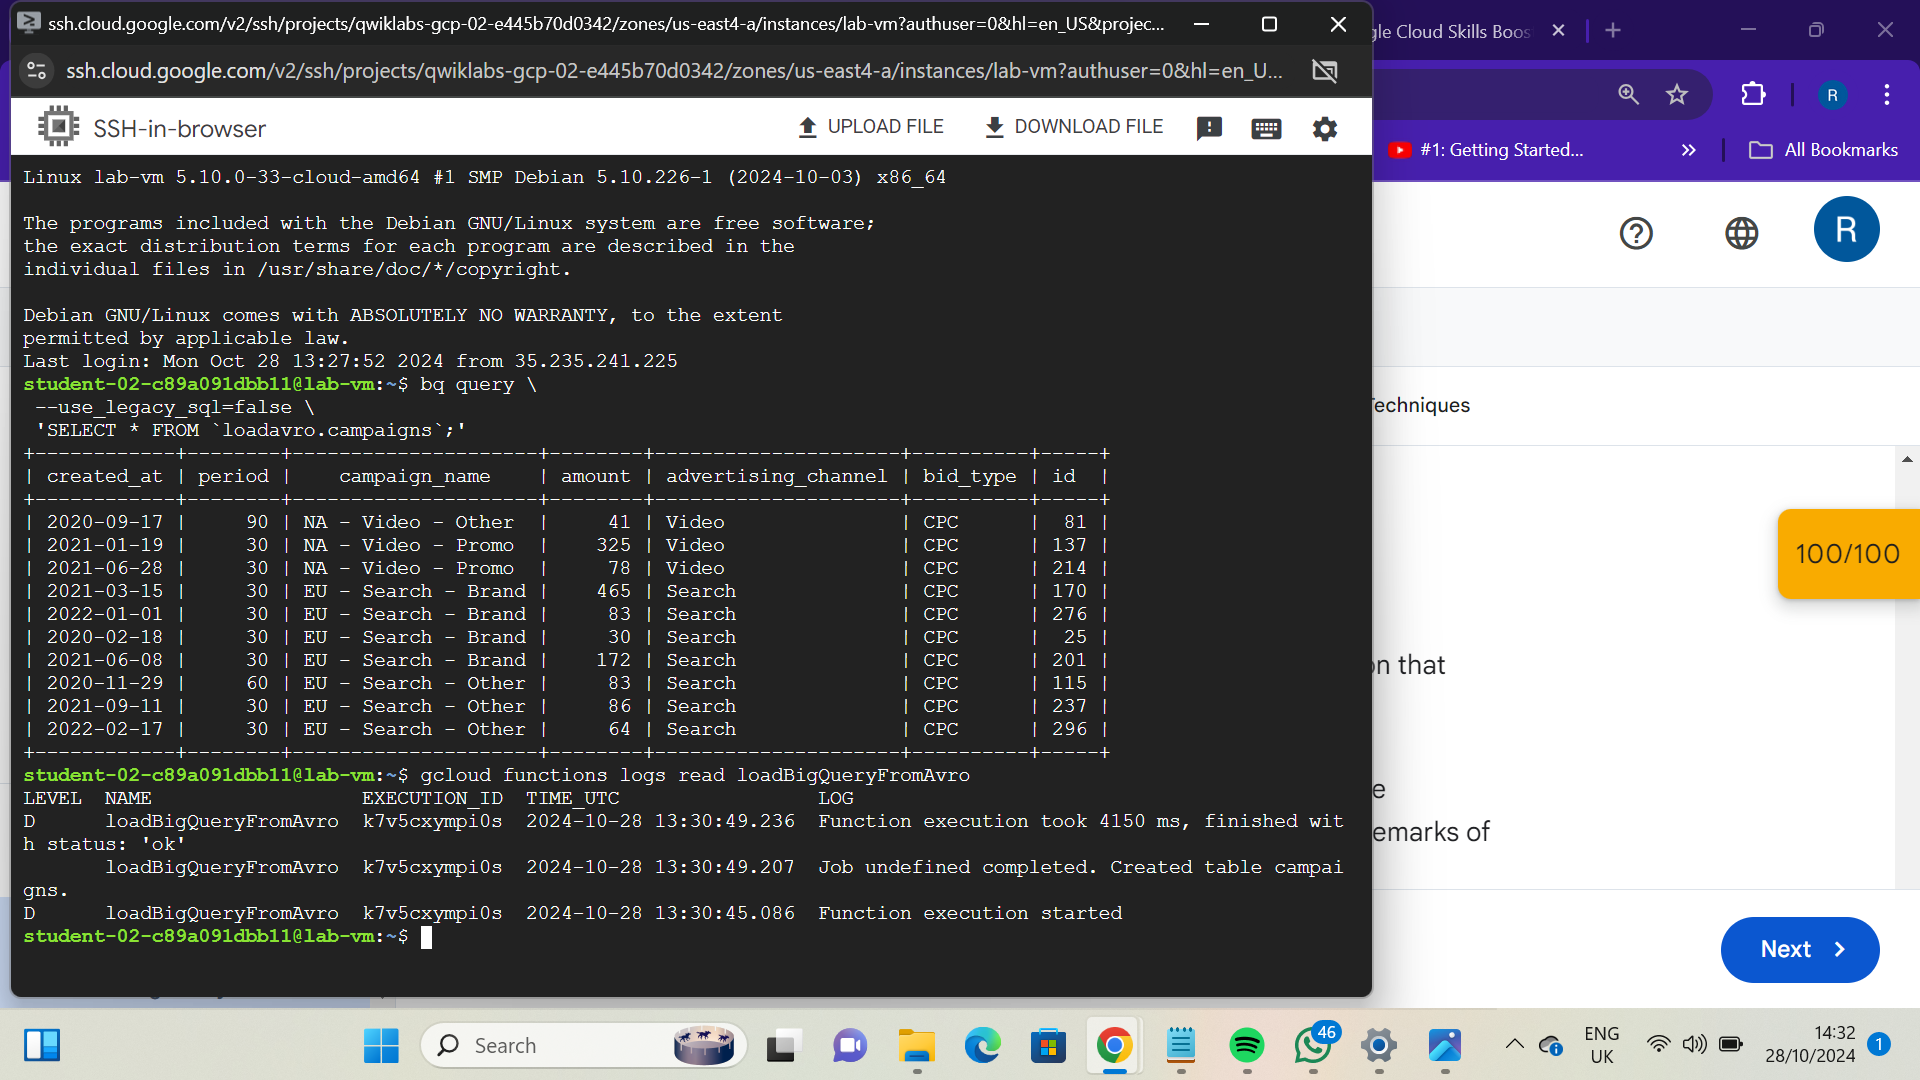 ssh.cloud.google.com/v2/ssh/projects/qwiklabs-gcp-02-e445b70d0342/zones/us-east4-a/instances/lab-vm?authuser=0&hl=en_US&projec...
gle Cloud Skills Boos
ssh.cloud.google.com/v2/ssh/projects/qwiklabs-gcp-02-e445b70d0342/zones/us-east4-a/instances/lab-vm?authuser=0&hl=en_U...
R
SSH-in-browser
UPLOAD FILE
DOWNLOAD FILE
#1: Getting Started...
»
All Bookmarks
R
Linux lab-vm 5.10.0-33-cloud-amd64 #1 SMP Debian 5.10.226-1 (2024-10-03) x86_64
The programs included with the Debian GNU/Linux system are free software;
the exact distribution terms for each program are described in the
individual files in /usr/share/doc/*/copyright.
Debian GNU/Linux comes with ABSOLUTELY NO WARRANTY, to the extent
permitted by applicable law.
Last login: Mon Oct 28 13:27:52 2024 from 35.235.241.225
student-02-c89a091dbb11@lab-vm:~$ bq query \
--use_legacy_sql=false \
'SELECT * FROM `loadavro.campaigns`;'
+------------+--------+---------------------+--------+---------------------+----------+-----+
| created_at | period |    campaign_name    | amount | advertising_channel | bid_type | id  |
+------------+--------+---------------------+--------+---------------------+----------+-----+
| 2020-09-17 |     90 | NA - Video - Other  |     41 | Video               | CPC      |  81 |
| 2021-01-19 |     30 | NA - Video - Promo  |    325 | Video               | CPC      | 137 |
| 2021-06-28 |     30 | NA - Video - Promo  |     78 | Video               | CPC      | 214 |
| 2021-03-15 |     30 | EU - Search - Brand |    465 | Search              | CPC      | 170 |
| 2022-01-01 |     30 | EU - Search - Brand |     83 | Search              | CPC      | 276 |
| 2020-02-18 |     30 | EU - Search - Brand |     30 | Search              | CPC      |  25 |
| 2021-06-08 |     30 | EU - Search - Brand |    172 | Search              | CPC      | 201 |
| 2020-11-29 |     60 | EU - Search - Other |     83 | Search              | CPC      | 115 |
| 2021-09-11 |     30 | EU - Search - Other |     86 | Search              | CPC      | 237 |
| 2022-02-17 |     30 | EU - Search - Other |     64 | Search              | CPC      | 296 |
+------------+--------+---------------------+--------+---------------------+----------+-----+
student-02-c89a091dbb11@lab-vm:~$ gcloud functions logs read loadBigQueryFromAvro
LEVEL  NAME                  EXECUTION_ID  TIME_UTC                 LOG
D      loadBigQueryFromAvro  k7v5cxympi0s  2024-10-28 13:30:49.236  Function execution took 4150 ms, finished wit
h status: 'ok'
loadBigQueryFromAvro  k7v5cxympi0s  2024-10-28 13:30:49.207  Job undefined completed. Created table campai
gns.
D      loadBigQueryFromAvro  k7v5cxympi0s  2024-10-28 13:30:45.086  Function execution started
student-02-c89a091dbb11@lab-vm:~$
echniques
100/100
on that
e
emarks of
Next
Search
46
ENG
UK
14:32
28/10/2024
1